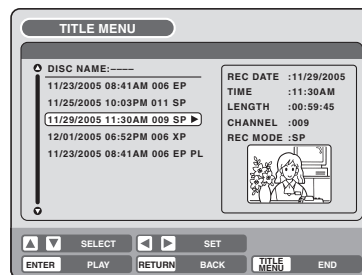 TITLE MENU
DISC NAME:----
11/23/2005 08:41AM 006 EP
11/25/2005 10:03PM 011 SP
11/29/2005 11:30AM 009 SP ▶
12/01/2005 06:52PM 006 XP
11/23/2005 08:41AM 006 EP PL
REC DATE :11/29/2005
TIME :11:30AM
LENGTH :00:59:45
CHANNEL :009
REC MODE :SP
SELECT SET
ENTER PLAY RETURN BACK TITLE MENU END